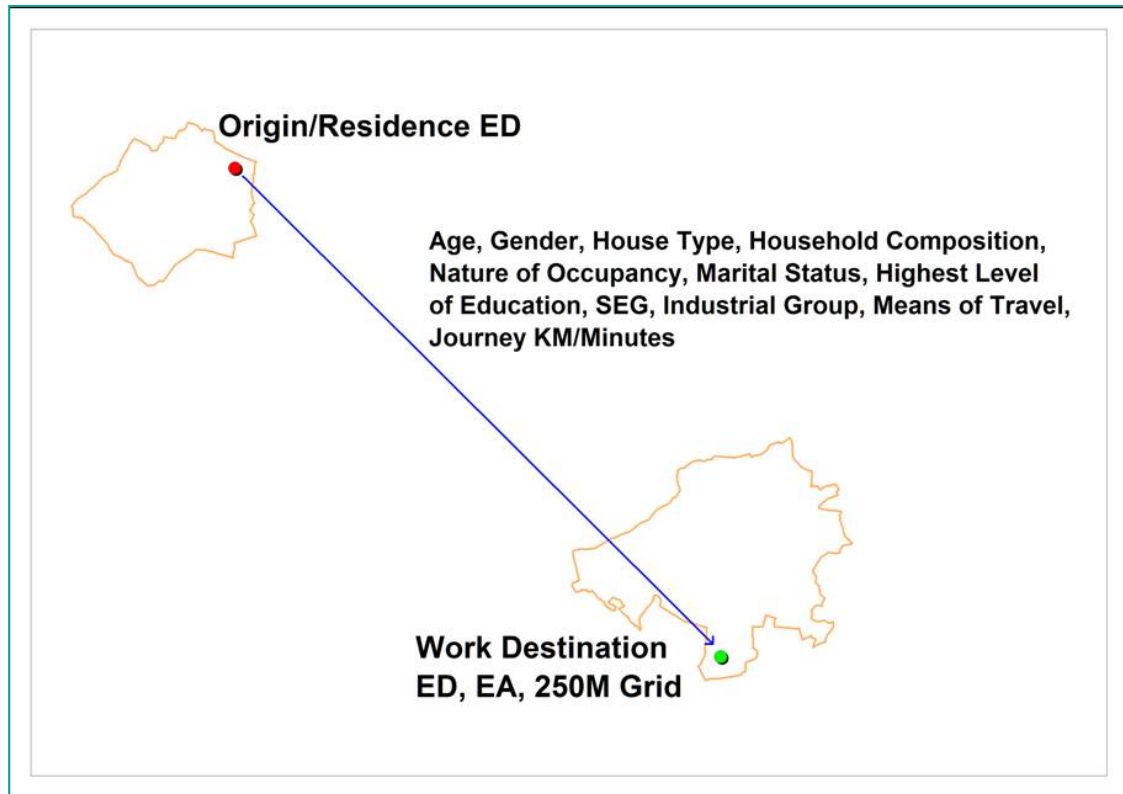 Origin/Residence ED
Age, Gender, House Type, Household Composition,
Nature of Occupancy, Marital Status, Highest Level
of Education, SEG, Industrial Group, Means of Travel,
Journey KM/Minutes
Work Destination
ED, EA, 250M Grid